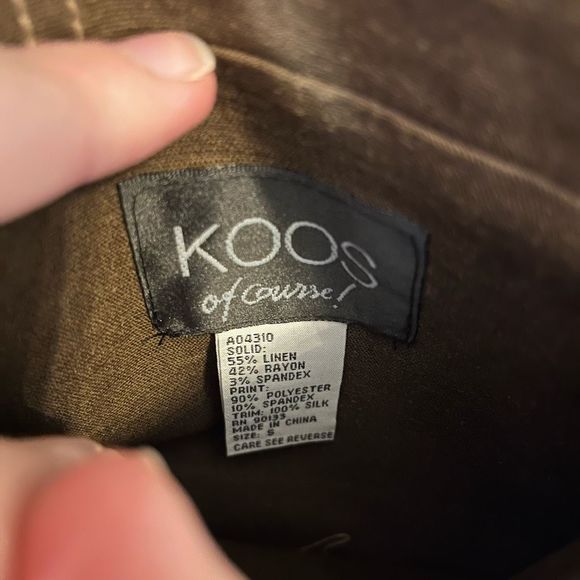 KOOS
of course!
A04310
SOLID:
55% LINEN
42% RAYON
3% SPANDEX
PRINT:
90% POLYESTER
10% SPANDEX
TRIM: 100% SILK
RN 90133
MADE IN CHINA
SIZE: S
CARE SEE REVERSE